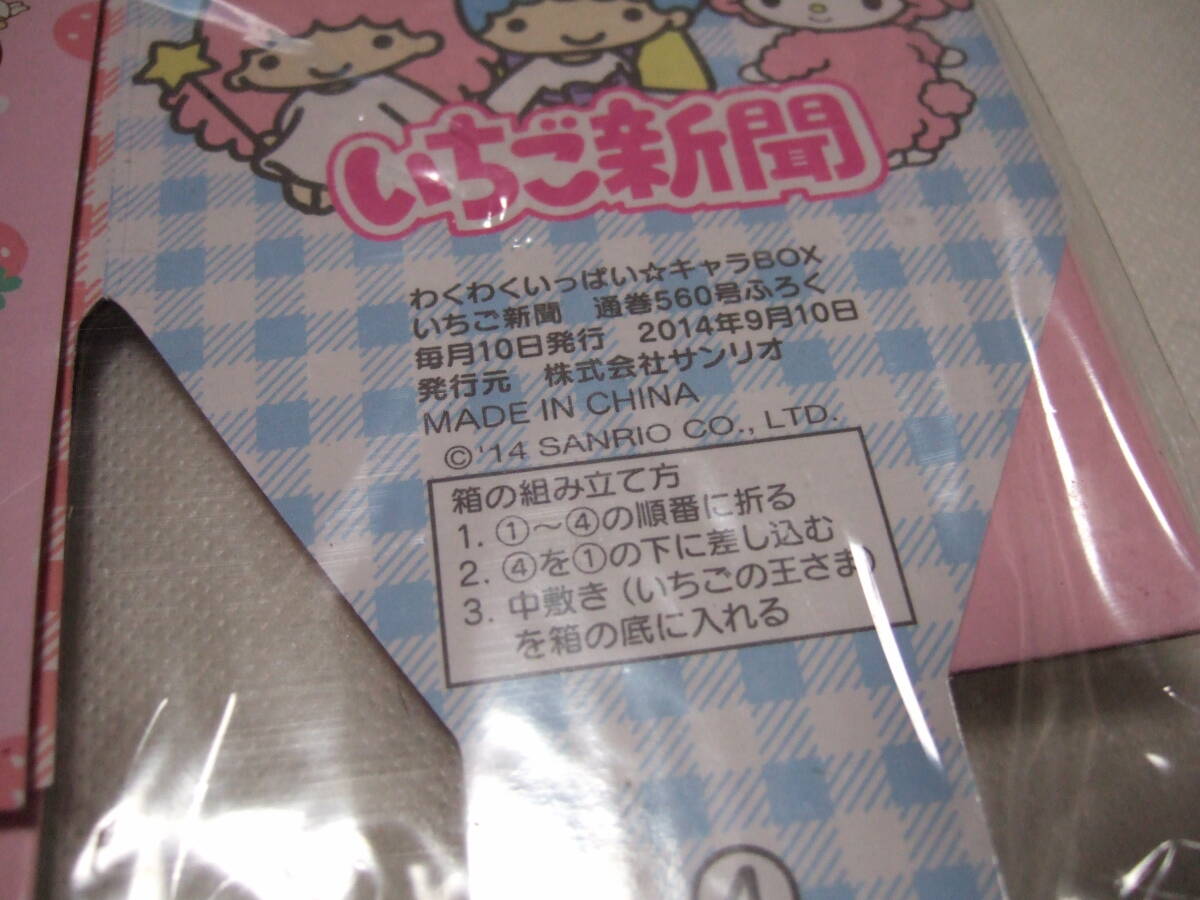 いちご新聞
わくわくいっぱい☆キャラBOX
いちご新聞　通巻560号ふろく
毎月10日発行　2014年9月10日
発行元　株式会社サンリオ
MADE IN CHINA
©'14 SANRIO CO., LTD.
箱の組み立て方
1. ①〜④の順番に折る
2. ④を①の下に差し込む
3. 中敷き（いちごの王さま）
を箱の底に入れる
④